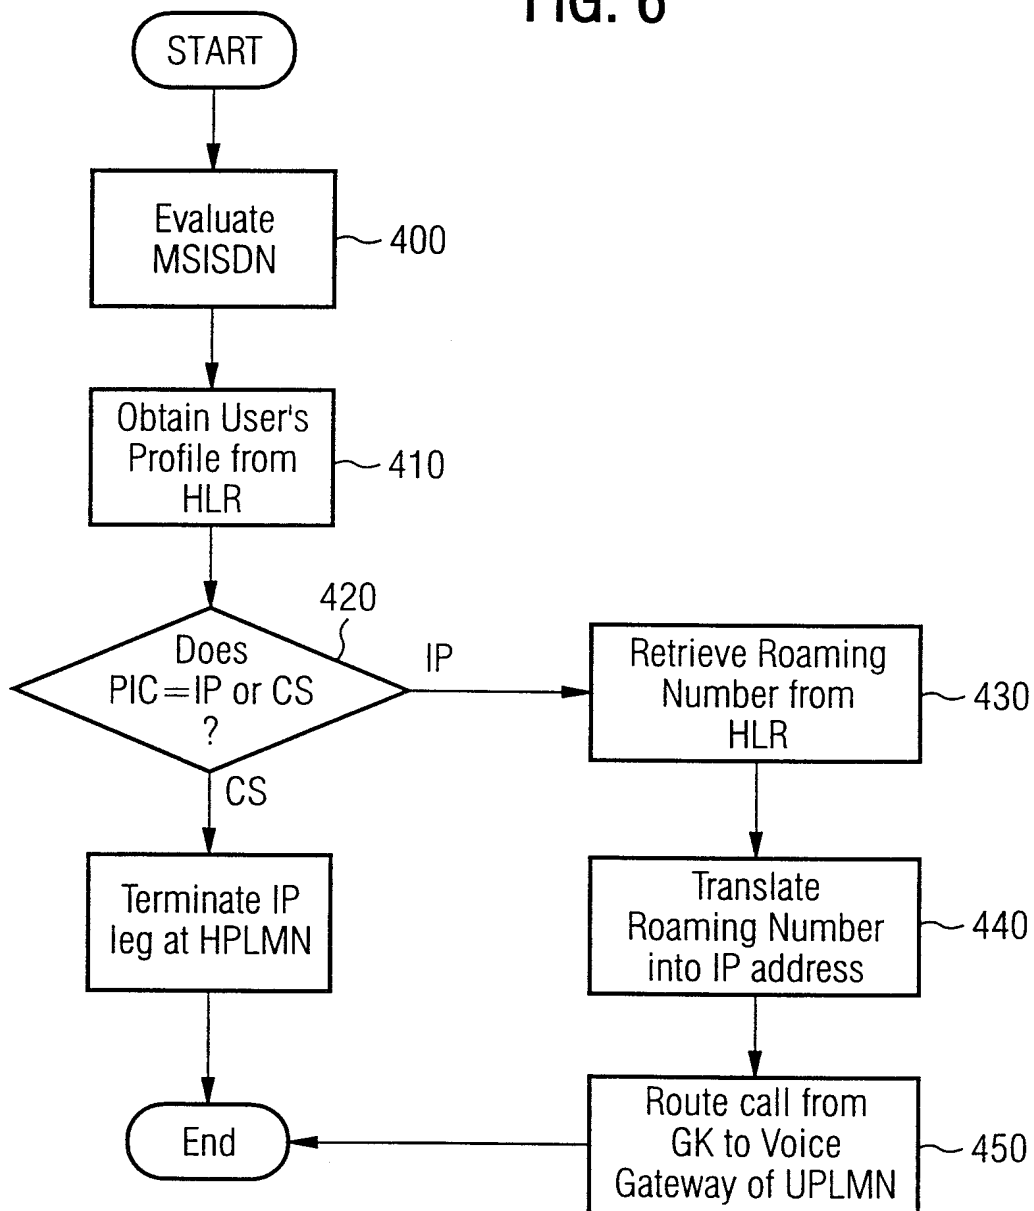 FIG. 6
START
Evaluate
MSISDN
400
Obtain User's
Profile from
HLR
410
420
Does
PIC=IP or CS
?
IP
CS
Retrieve Roaming
Number from
HLR
430
Terminate IP
leg at HPLMN
Translate
Roaming Number
into IP address
440
End
Route call from
GK to Voice
Gateway of UPLMN
450